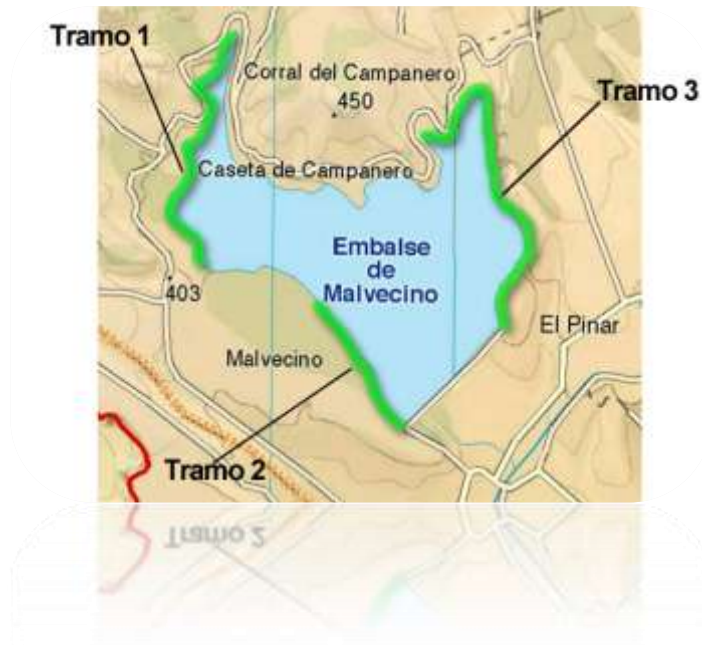 Tramo 1
Corral del Campanero
450
Tramo 3
Caseta de Campanero
Embalse
de
Malvecino
403
El Pinar
Malvecino
Tramo 2
Tramo 2